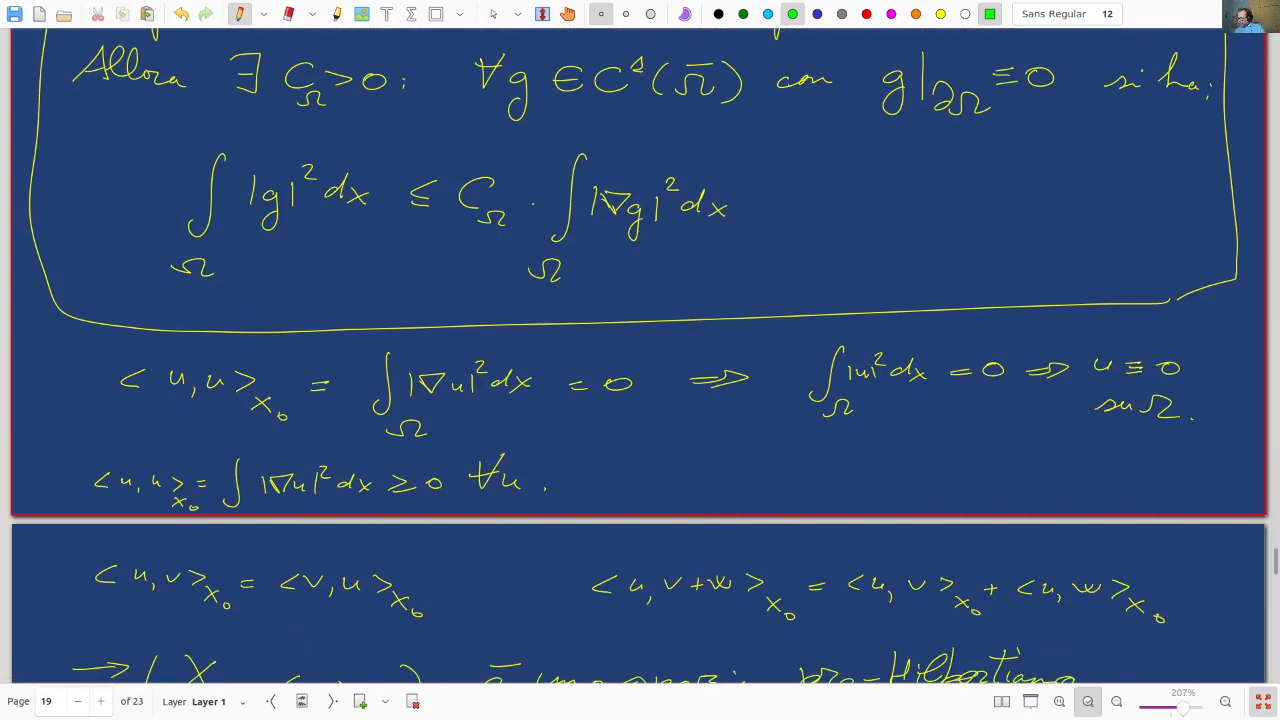 Sans Regular 12
Allora ∃ C_Ω > 0 : ∀g ∈ C¹(Ω̄) con g|_∂Ω ≡ 0 si ha:
∫_Ω |g|² dx ≤ C_Ω · ∫_Ω |∇g|² dx
<u, u>_X₀ = ∫_Ω |∇u|² dx = 0 ⟹ ∫_Ω |u|² dx = 0 ⟹ u ≡ 0
su Ω.
<u, u>_X₀ = ∫ |∇u|² dx ≥ 0 ∀u.
<u, v>_X₀ = <v, u>_X₀ <u, v+w>_X₀ = <u, v>_X₀ + <u, w>_X₀
pre-Hilbertiano
Page 19 of 23 Layer Layer 1 207%